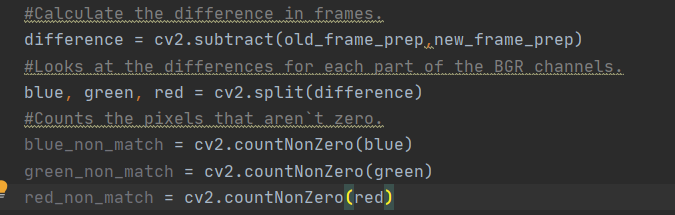 #Calculate the difference in frames.
difference = cv2.subtract(old_frame_prep,new_frame_prep)
#Looks at the differences for each part of the BGR channels.
blue, green, red = cv2.split(difference)
#Counts the pixels that aren`t zero.
blue_non_match = cv2.countNonZero(blue)
green_non_match = cv2.countNonZero(green)
red_non_match = cv2.countNonZero(red)